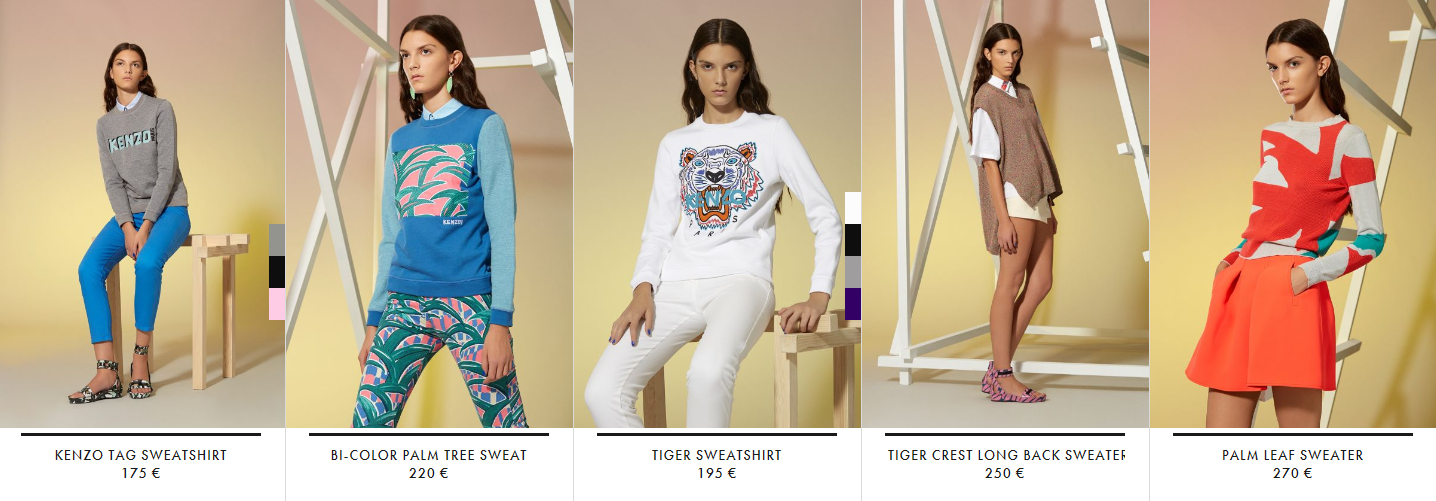 KENZO
KENZO
KENZO
PARIS
KENZO TAG SWEATSHIRT
175 €
BI-COLOR PALM TREE SWEAT
220 €
TIGER SWEATSHIRT
195 €
TIGER CREST LONG BACK SWEATER
250 €
PALM LEAF SWEATER
270 €